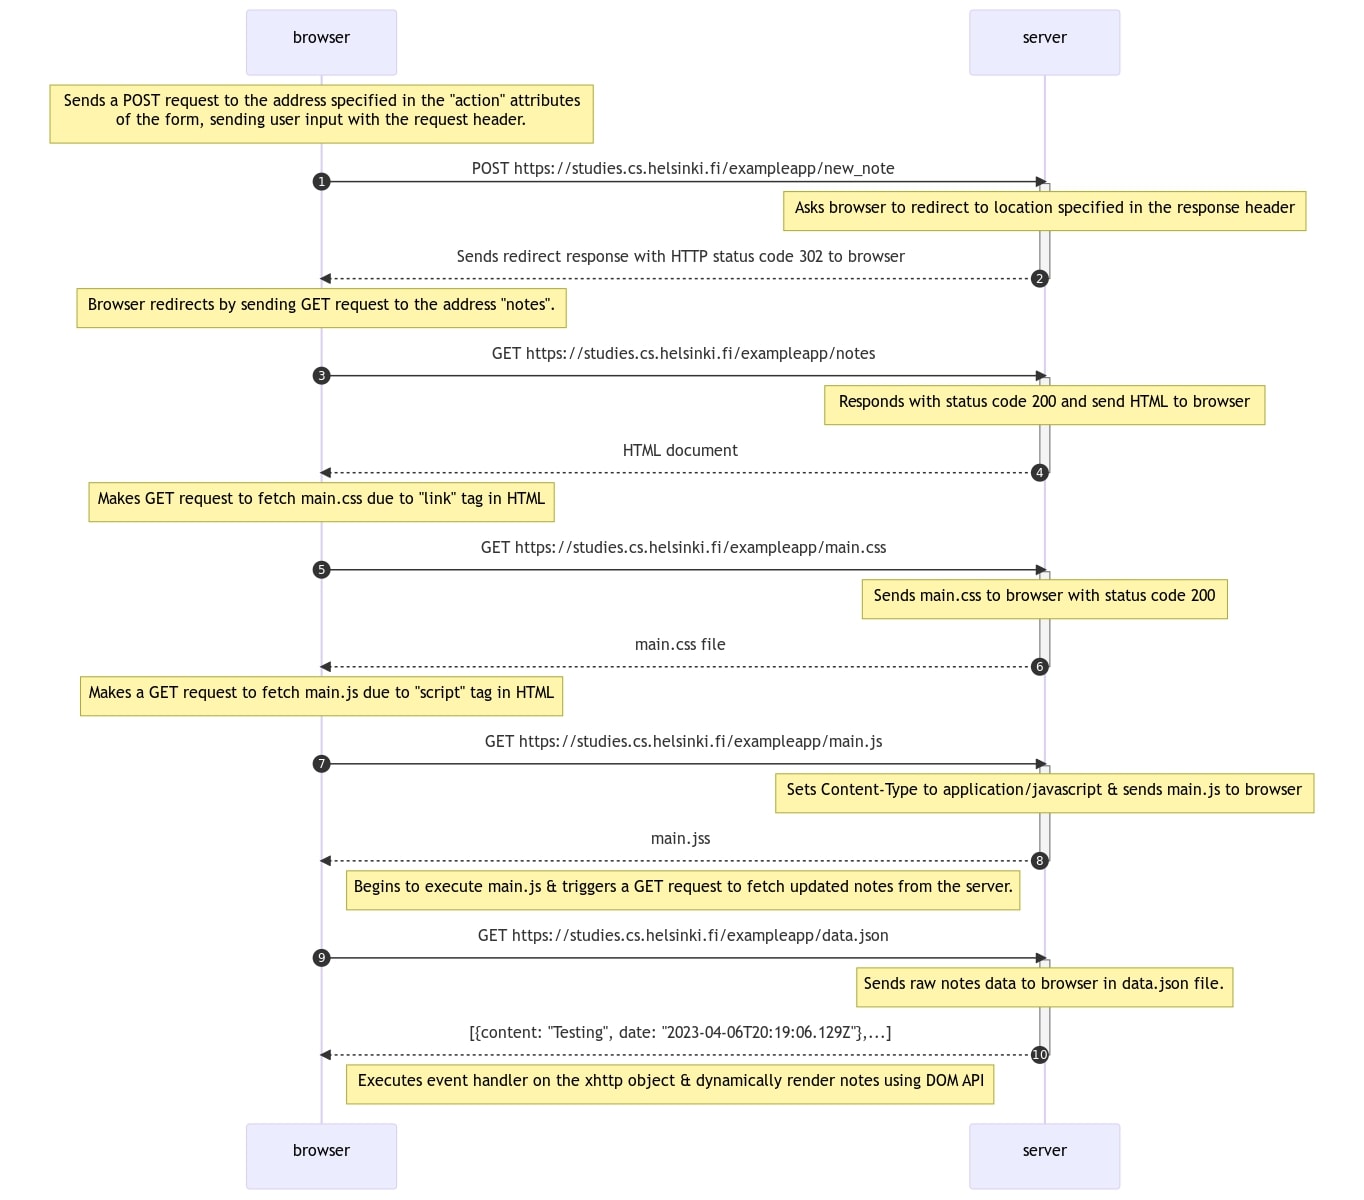 browser
server
Sends a POST request to the address specified in the "action" attributes
of the form, sending user input with the request header.
POST https://studies.cs.helsinki.fi/exampleapp/new_note
1
Asks browser to redirect to location specified in the response header
Sends redirect response with HTTP status code 302 to browser
2
Browser redirects by sending GET request to the address "notes".
GET https://studies.cs.helsinki.fi/exampleapp/notes
3
Responds with status code 200 and send HTML to browser
HTML document
4
Makes GET request to fetch main.css due to "link" tag in HTML
GET https://studies.cs.helsinki.fi/exampleapp/main.css
5
Sends main.css to browser with status code 200
main.css file
6
Makes a GET request to fetch main.js due to "script" tag in HTML
GET https://studies.cs.helsinki.fi/exampleapp/main.js
7
Sets Content-Type to application/javascript & sends main.js to browser
main.jss
8
Begins to execute main.js & triggers a GET request to fetch updated notes from the server.
GET https://studies.cs.helsinki.fi/exampleapp/data.json
9
Sends raw notes data to browser in data.json file.
[{content: "Testing", date: "2023-04-06T20:19:06.129Z"},...]
10
Executes event handler on the xhttp object & dynamically render notes using DOM API
browser
server